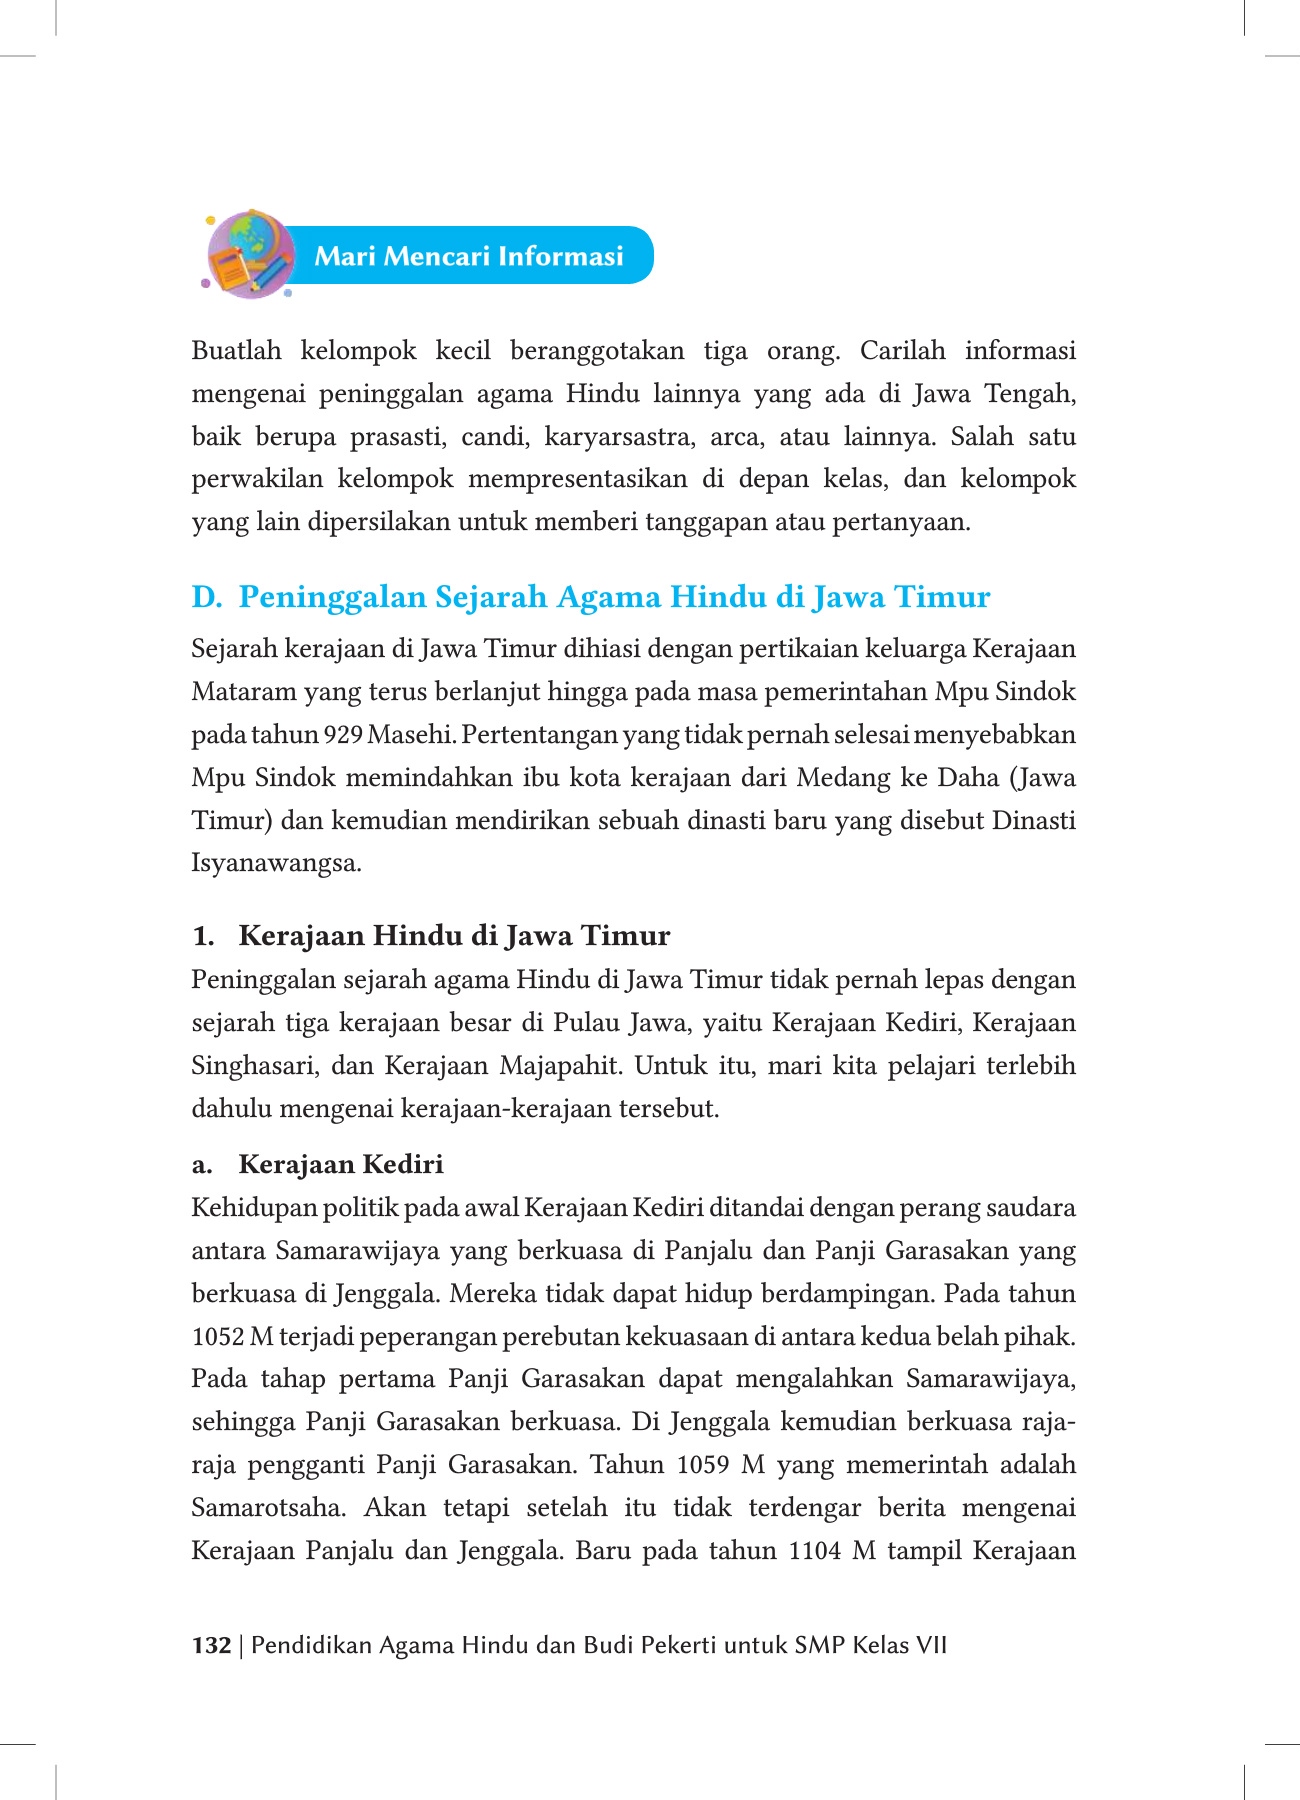 Mari Mencari Informasi
Buatlah kelompok kecil beranggotakan tiga orang. Carilah informasi
mengenai peninggalan agama Hindu lainnya yang ada di Jawa Tengah,
baik berupa prasasti, candi, karyarsastra, arca, atau lainnya. Salah satu
perwakilan kelompok mempresentasikan di depan kelas, dan kelompok
yang lain dipersilakan untuk memberi tanggapan atau pertanyaan.
D. Peninggalan Sejarah Agama Hindu di Jawa Timur
Sejarah kerajaan di Jawa Timur dihiasi dengan pertikaian keluarga Kerajaan
Mataram yang terus berlanjut hingga pada masa pemerintahan Mpu Sindok
pada tahun 929 Masehi. Pertentangan yang tidak pernah selesai menyebabkan
Mpu Sindok memindahkan ibu kota kerajaan dari Medang ke Daha (Jawa
Timur) dan kemudian mendirikan sebuah dinasti baru yang disebut Dinasti
Isyanawangsa.
1. Kerajaan Hindu di Jawa Timur
Peninggalan sejarah agama Hindu di Jawa Timur tidak pernah lepas dengan
sejarah tiga kerajaan besar di Pulau Jawa, yaitu Kerajaan Kediri, Kerajaan
Singhasari, dan Kerajaan Majapahit. Untuk itu, mari kita pelajari terlebih
dahulu mengenai kerajaan-kerajaan tersebut.
a. Kerajaan Kediri
Kehidupan politik pada awal Kerajaan Kediri ditandai dengan perang saudara
antara Samarawijaya yang berkuasa di Panjalu dan Panji Garasakan yang
berkuasa di Jenggala. Mereka tidak dapat hidup berdampingan. Pada tahun
1052 M terjadi peperangan perebutan kekuasaan di antara kedua belah pihak.
Pada tahap pertama Panji Garasakan dapat mengalahkan Samarawijaya,
sehingga Panji Garasakan berkuasa. Di Jenggala kemudian berkuasa raja-
raja pengganti Panji Garasakan. Tahun 1059 M yang memerintah adalah
Samarotsaha. Akan tetapi setelah itu tidak terdengar berita mengenai
Kerajaan Panjalu dan Jenggala. Baru pada tahun 1104 M tampil Kerajaan
132 | Pendidikan Agama Hindu dan Budi Pekerti untuk SMP Kelas VII